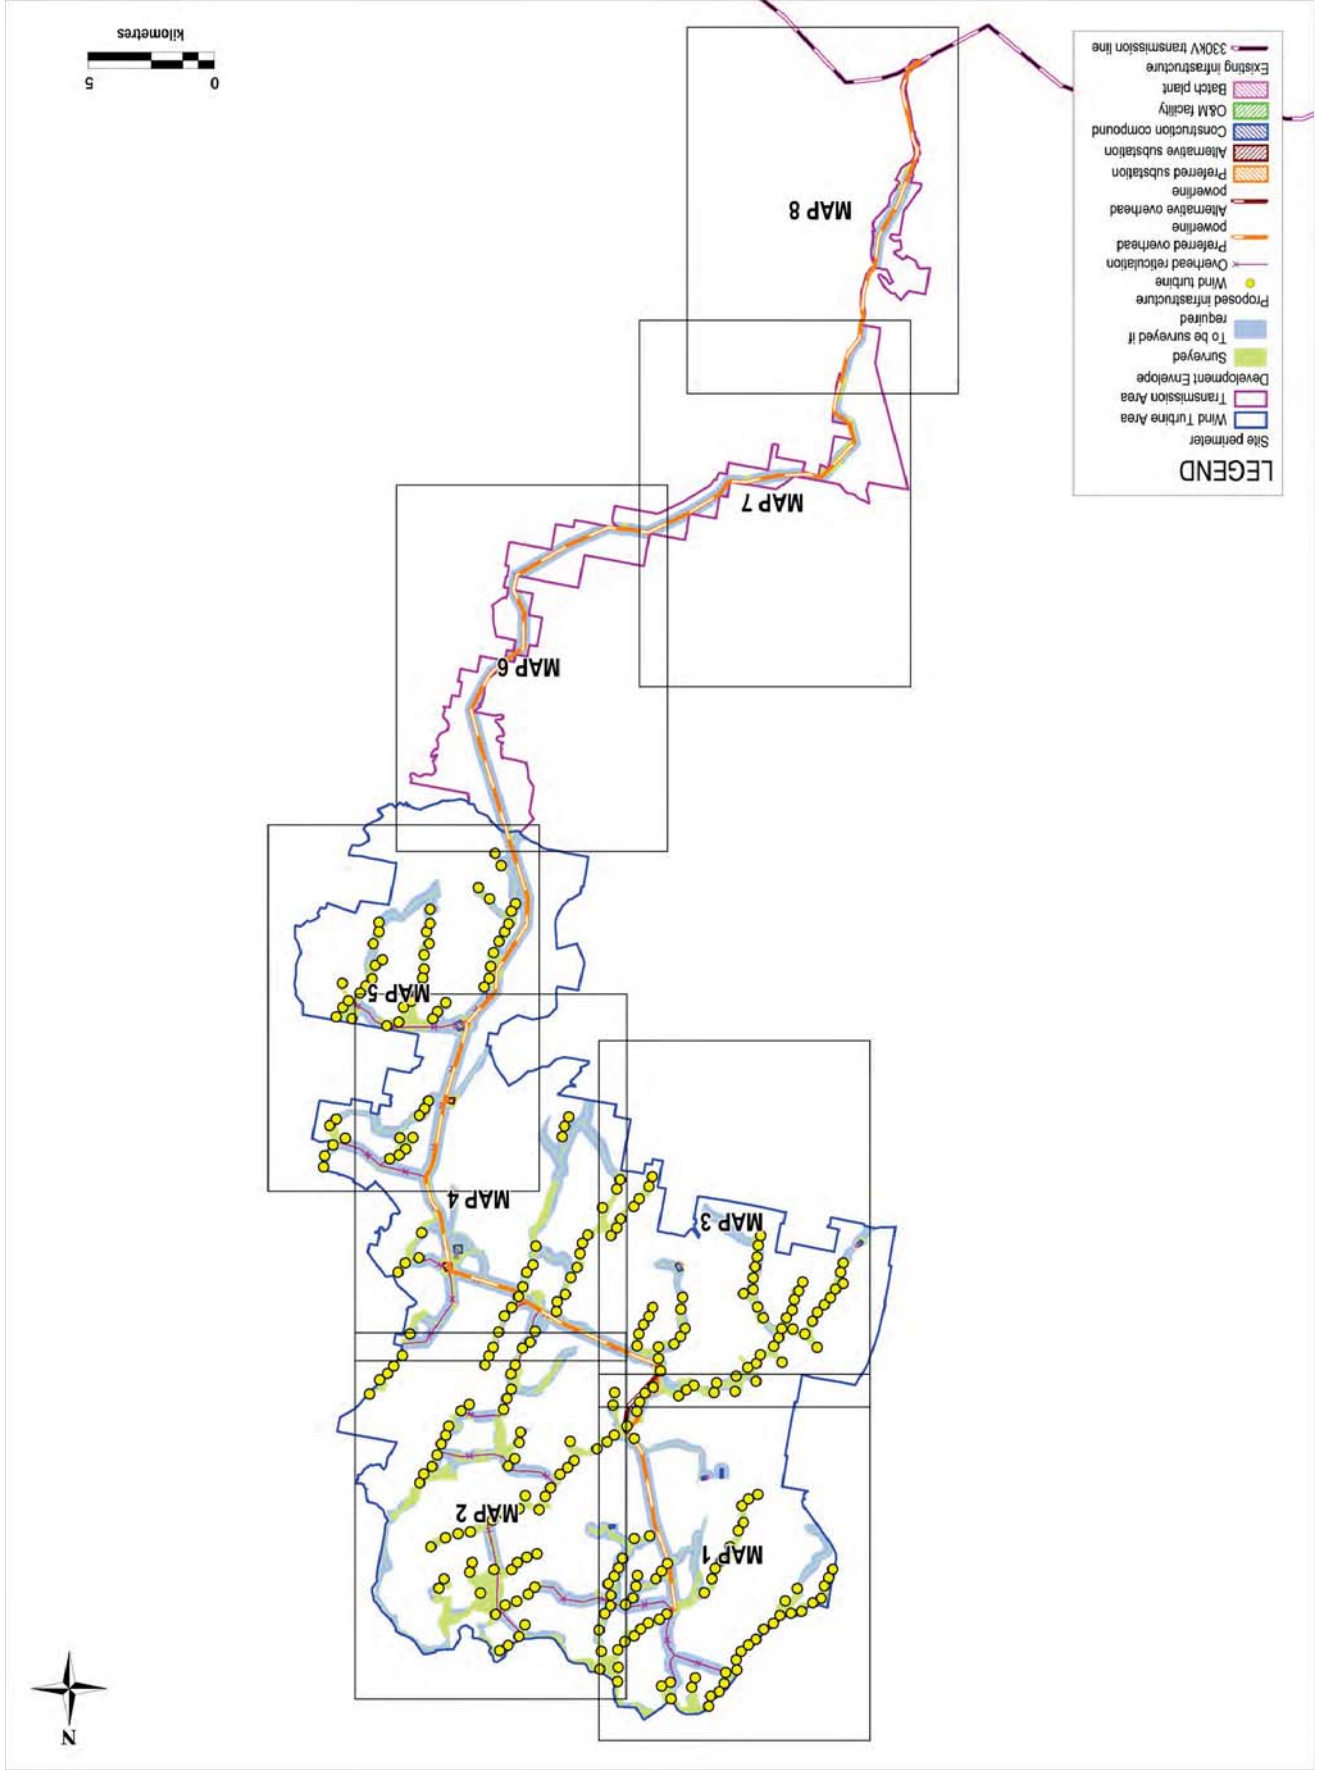 N
MAP 1
MAP 2
MAP 3
MAP 4
MAP 5
MAP 6
MAP 7
MAP 8
LEGEND
Site perimeter
Wind Turbine Area
Transmission Area
Development Envelope
Surveyed
To be surveyed if
required
Proposed infrastructure
Wind turbine
Overhead reticulation
Preferred overhead
powerline
Alternative overhead
powerline
Preferred substation
Alternative substation
Construction compound
O&M facility
Batch plant
Existing infrastructure
330kV transmission line
0 5
kilometres